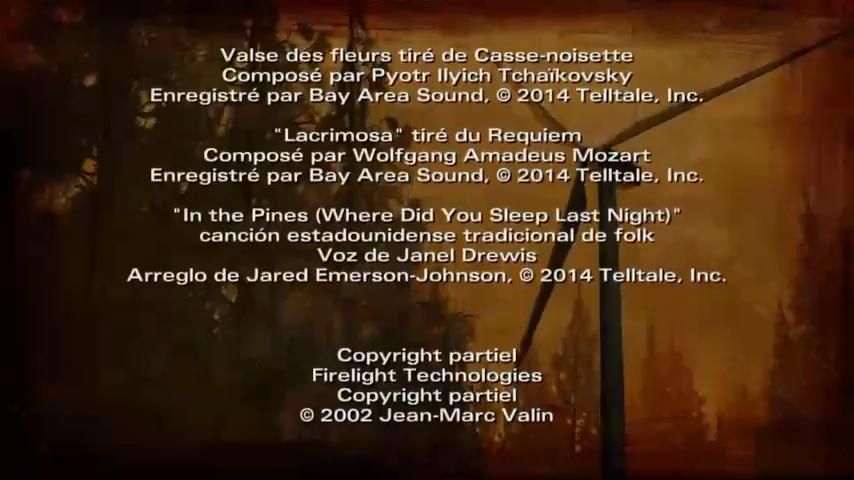 Valse des fleurs tiré de Casse-noisette
Composé par Pyotr Ilyich Tchaïkovsky
Enregistré par Bay Area Sound, © 2014 Telltale, Inc.
"Lacrimosa" tiré du Requiem
Composé par Wolfgang Amadeus Mozart
Enregistré par Bay Area Sound, © 2014 Telltale, Inc.
"In the Pines (Where Did You Sleep Last Night)"
canción estadounidense tradicional de folk
Voz de Janel Drewis
Arreglo de Jared Emerson-Johnson, © 2014 Telltale, Inc.
Copyright partiel
Firelight Technologies
Copyright partiel
© 2002 Jean-Marc Valin